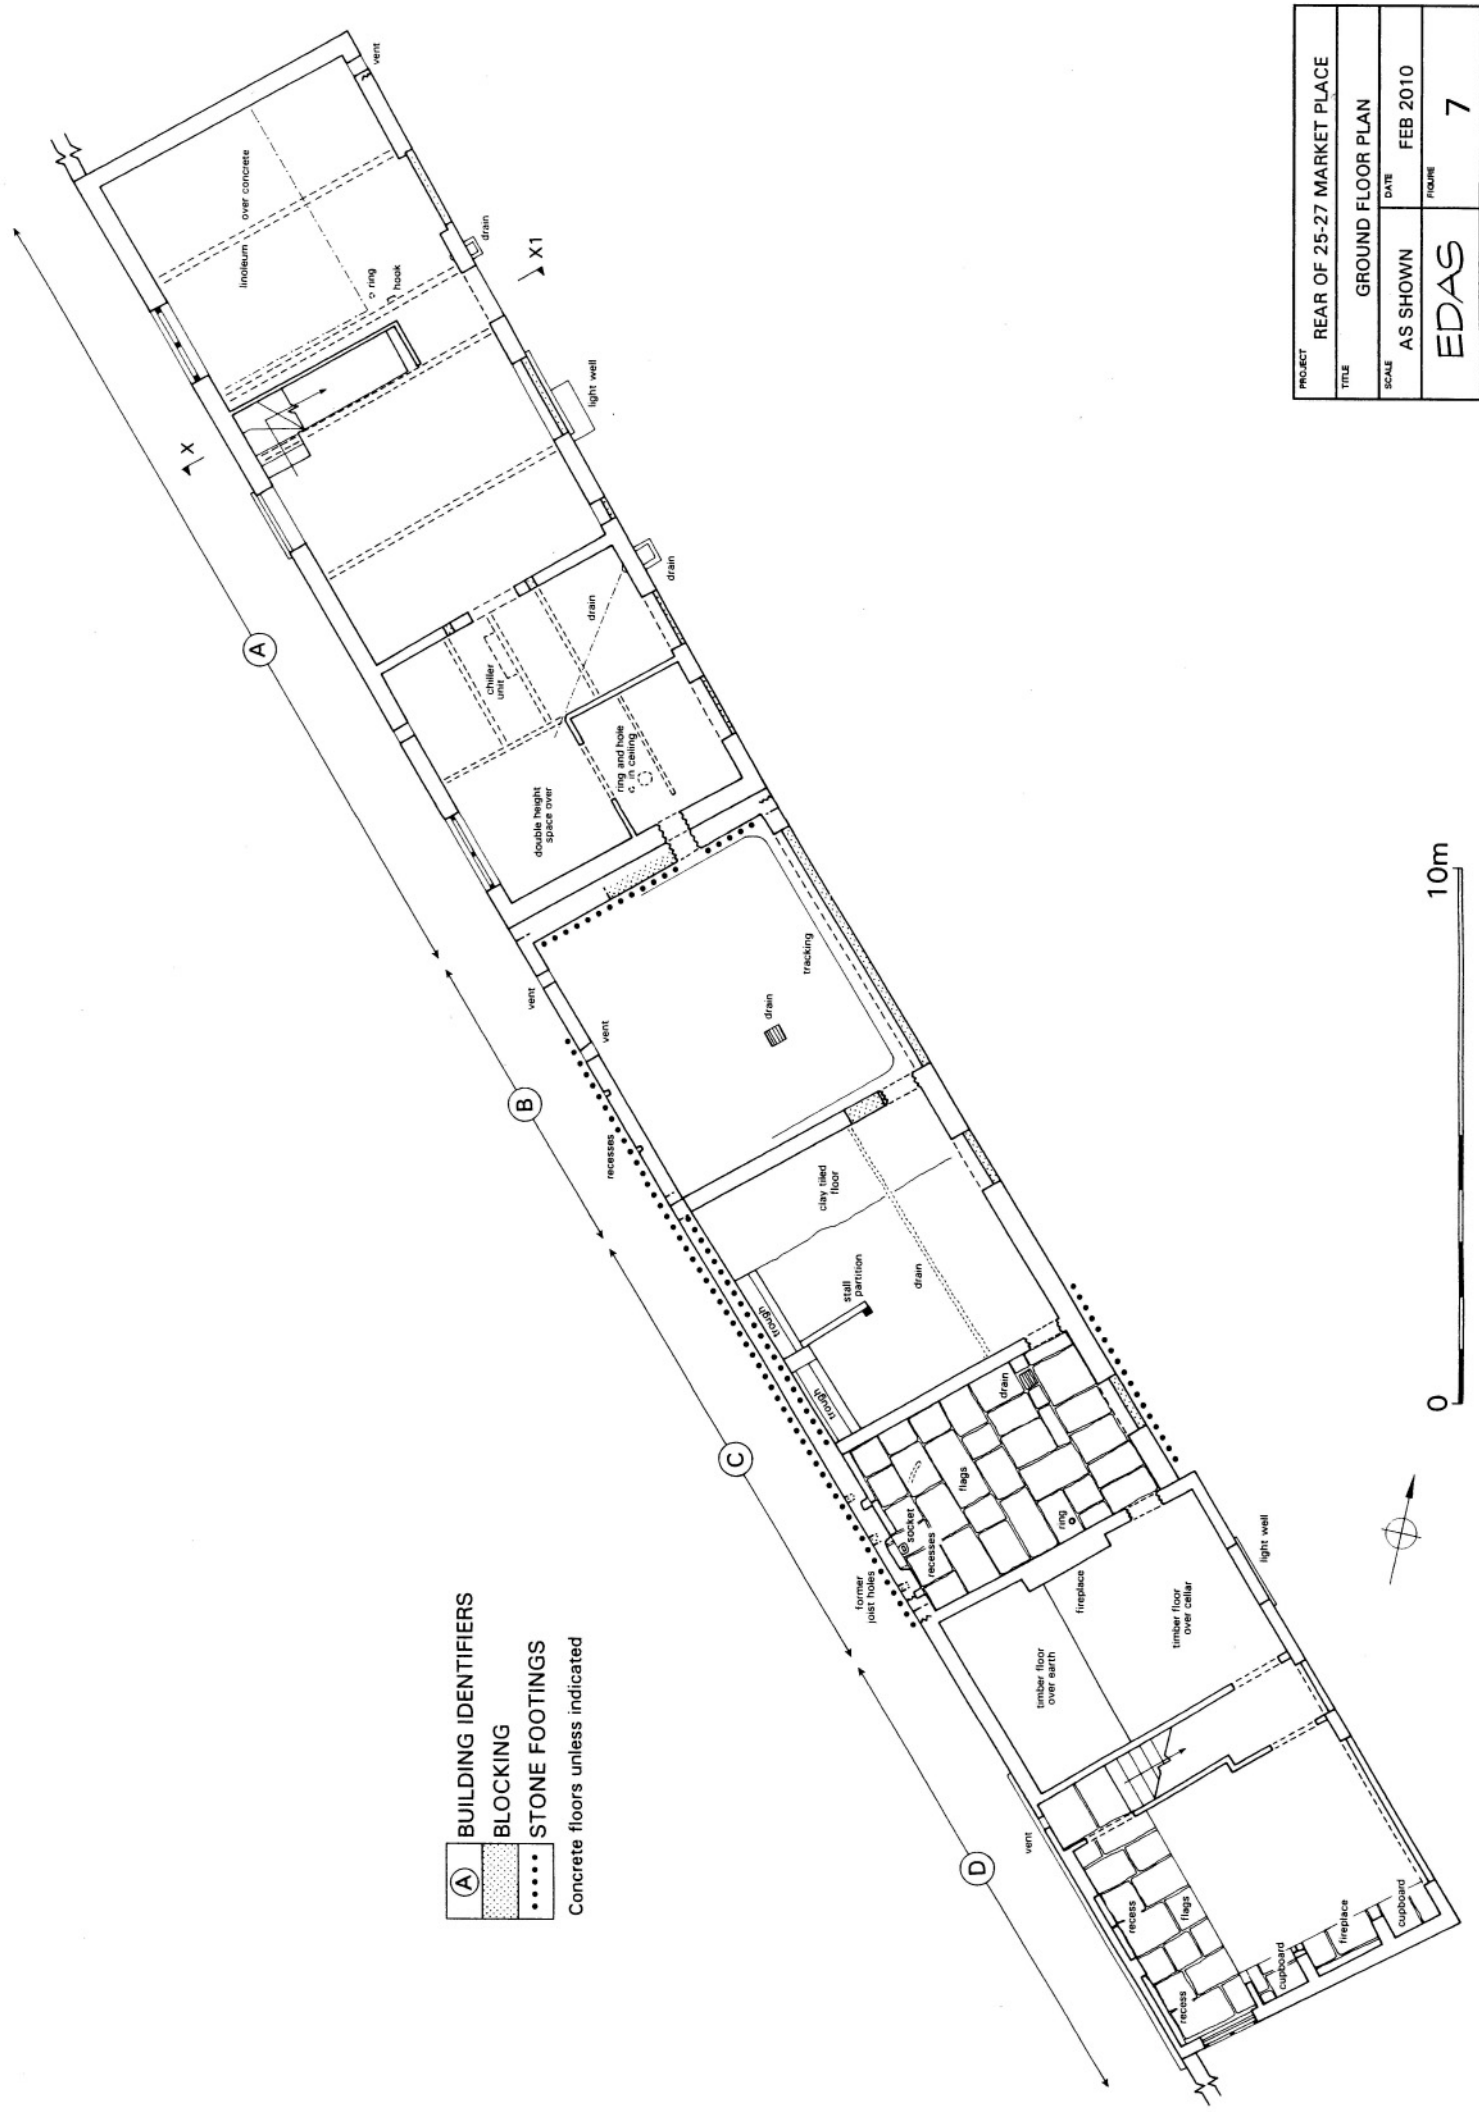 vent
linoleum
over concrete
ring
hook
drain
X1
X
light well
A
drain
drain
chiller
unit
ring and hole
in ceiling
double height
space over
tracking
vent
drain
vent
B
recesses
clay tiled
floor
stall
partition
drain
trough
trough
C
drain
flags
socket
recesses
ring
former
joist holes
fireplace
light well
timber floor
over cellar
timber floor
over earth
vent
D
recess
flags
recess
cupboard
fireplace
cupboard
A BUILDING IDENTIFIERS
BLOCKING
STONE FOOTINGS
Concrete floors unless indicated
0 10m
PROJECT
REAR OF 25-27 MARKET PLACE
TITLE
GROUND FLOOR PLAN
SCALE
AS SHOWN
DATE
FEB 2010
EDAS
FIGURE
7